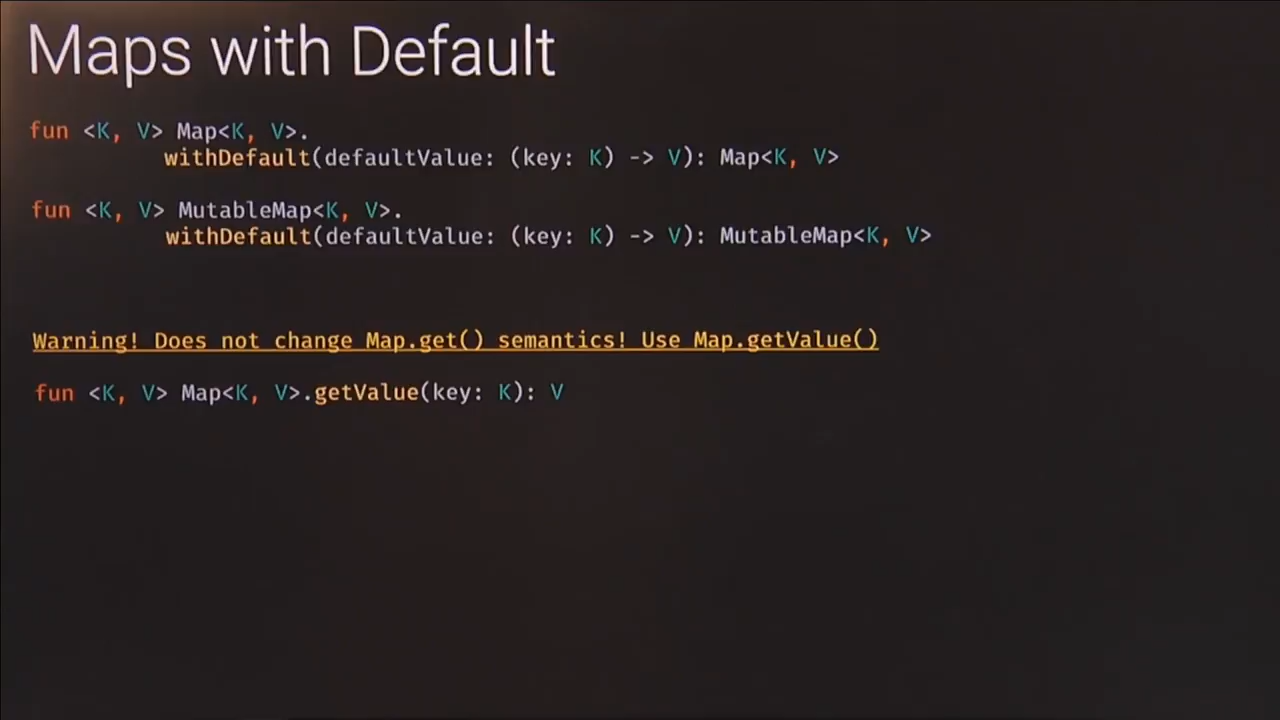 Maps with Default
fun <K, V> Map<K, V>.
withDefault(defaultValue: (key: K) -> V): Map<K, V>
fun <K, V> MutableMap<K, V>.
withDefault(defaultValue: (key: K) -> V): MutableMap<K, V>
Warning! Does not change Map.get() semantics! Use Map.getValue()
fun <K, V> Map<K, V>.getValue(key: K): V